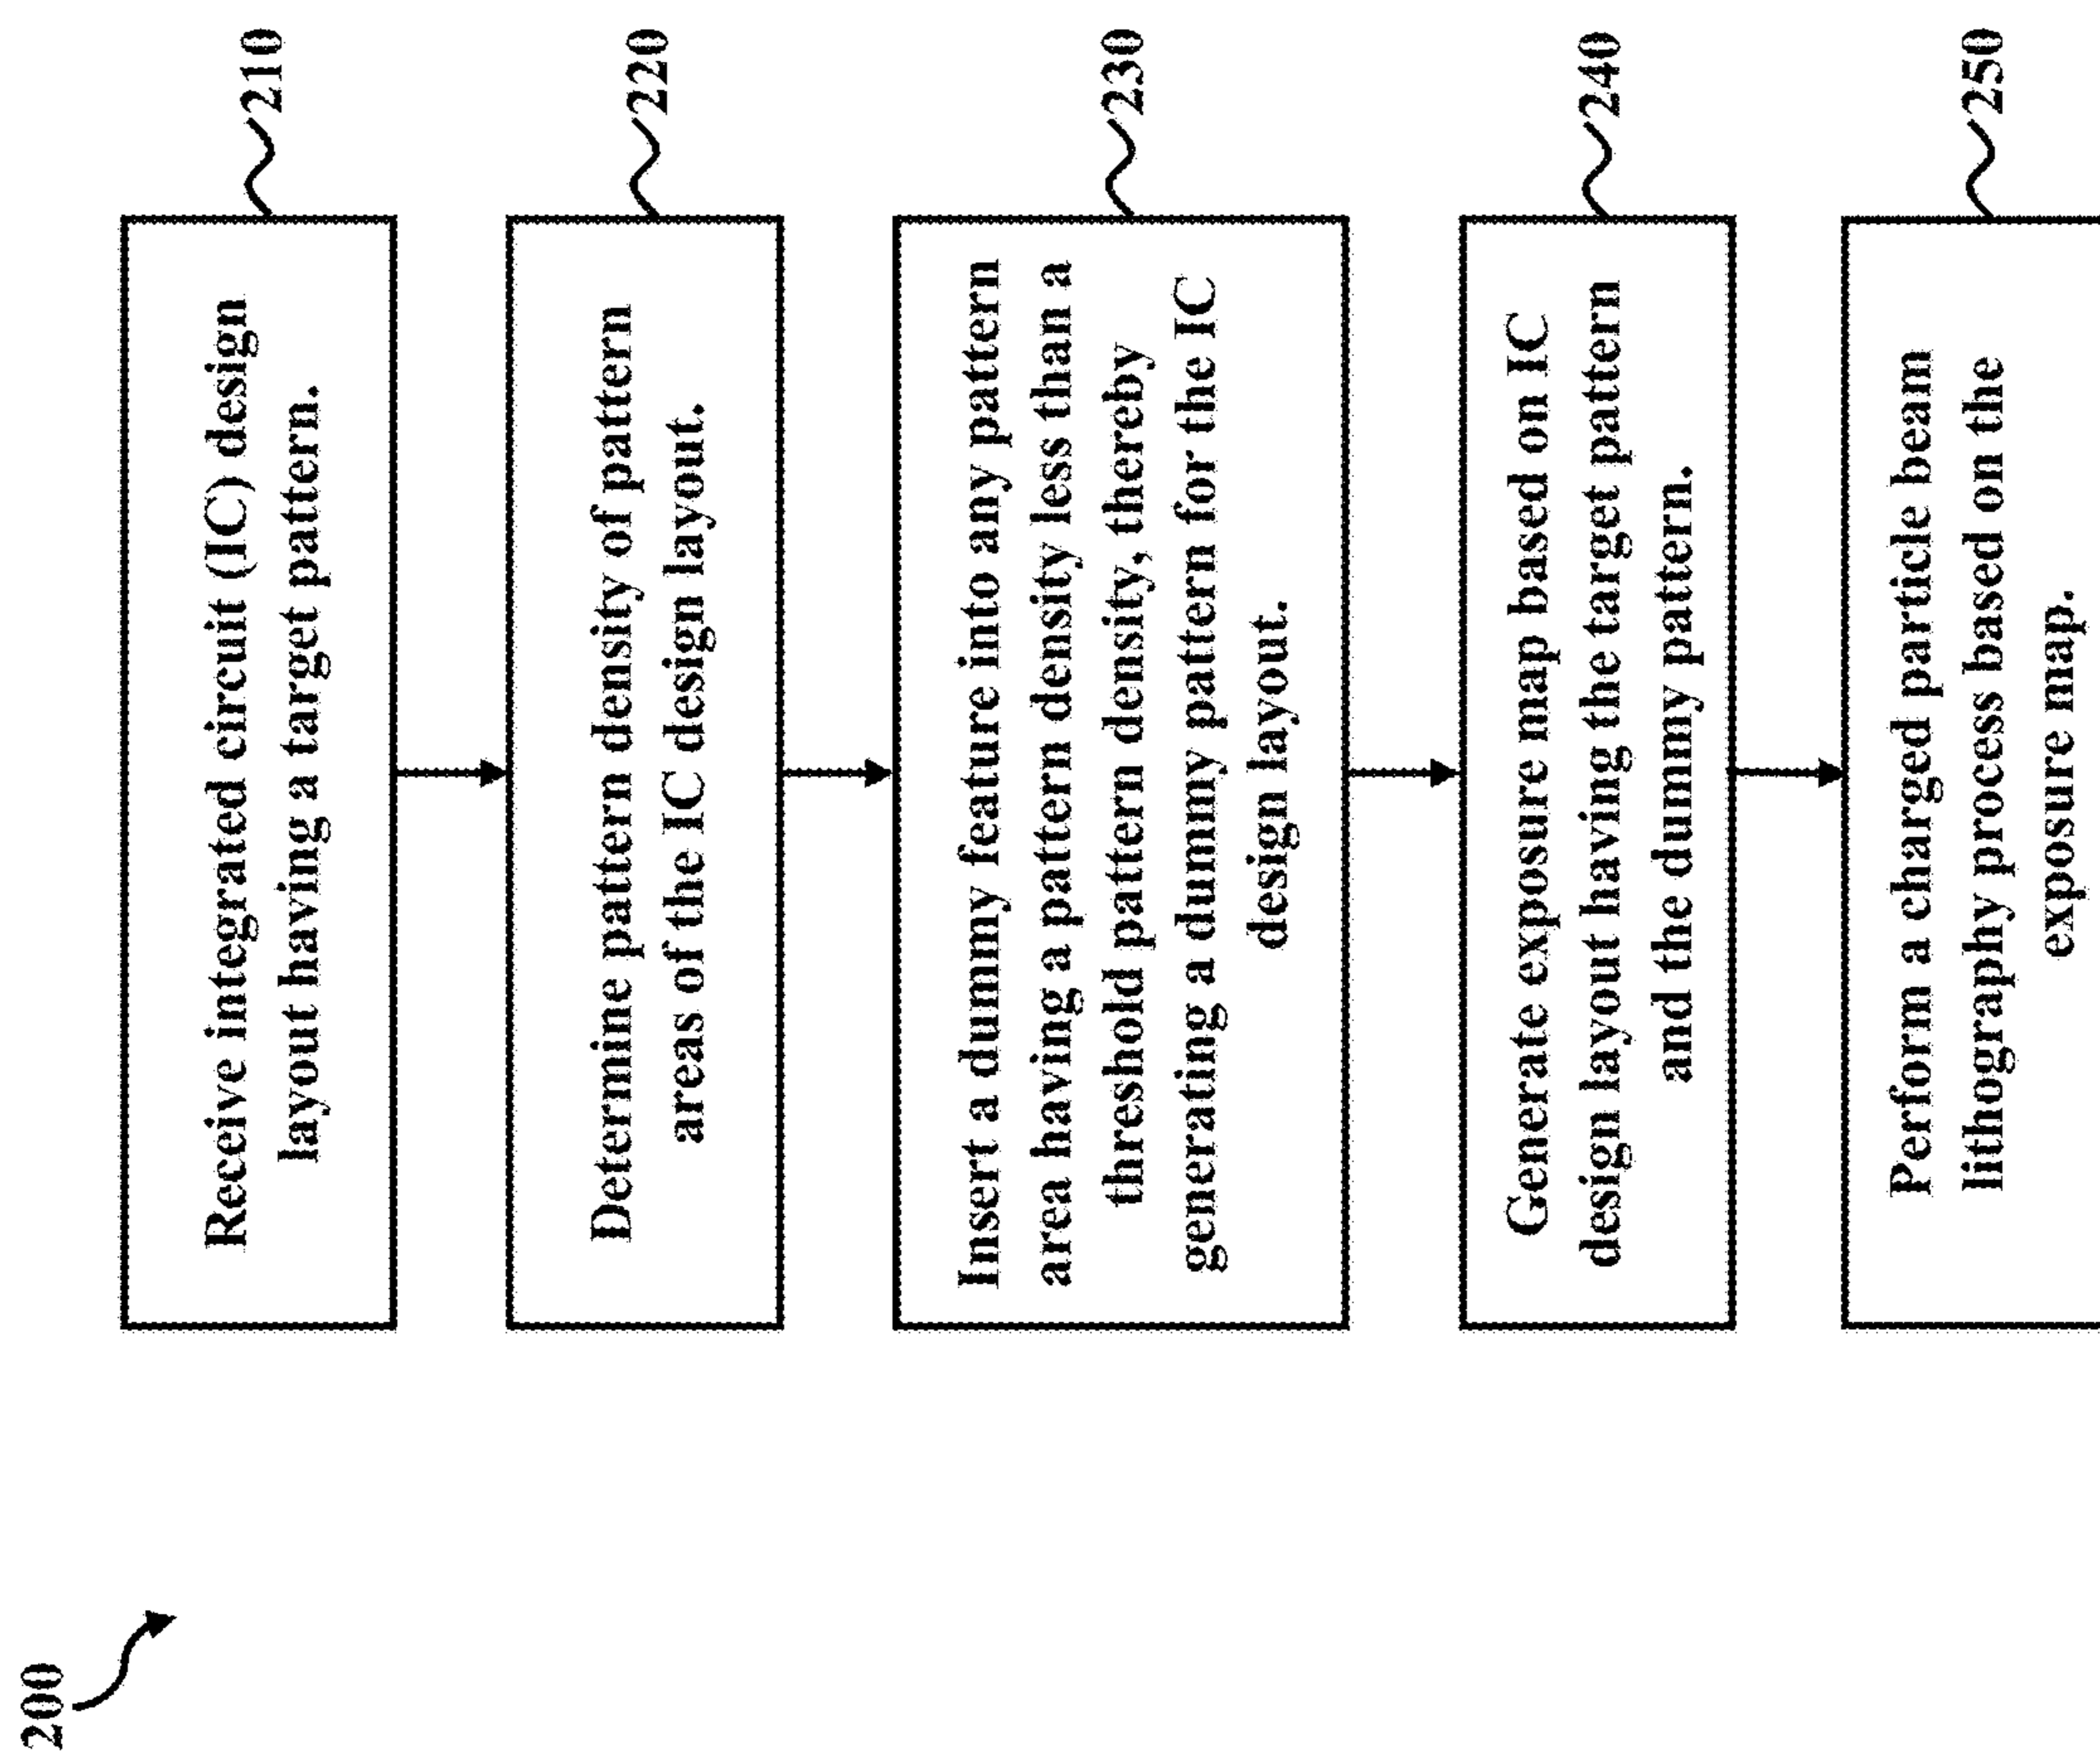 200
Receive integrated circuit (IC) design
layout having a target pattern.
210
Determine pattern density of pattern
areas of the IC design layout.
220
Insert a dummy feature into any pattern
area having a pattern density less than a
threshold pattern density, thereby
generating a dummy pattern for the IC
design layout.
230
Generate exposure map based on IC
design layout having the target pattern
and the dummy pattern.
240
Perform a charged particle beam
lithography process based on the
exposure map.
250